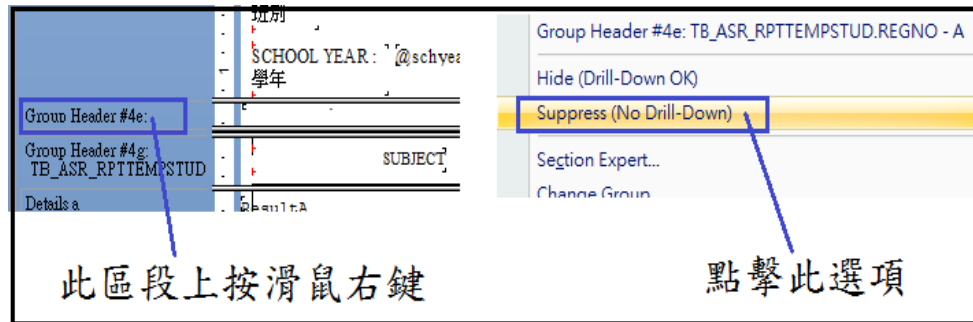 班別
SCHOOL YEAR : @schyea
學年
Group Header #4e:
Group Header #4g:
TB_ASR_RPTTEMPSTUD
SUBJECT
Details a
ResultA
此區段上按滑鼠右鍵
Group Header #4e: TB_ASR_RPTTEMPSTUD.REGNO - A
Hide (Drill-Down OK)
Suppress (No Drill-Down)
Section Expert...
Change Group
點擊此選項